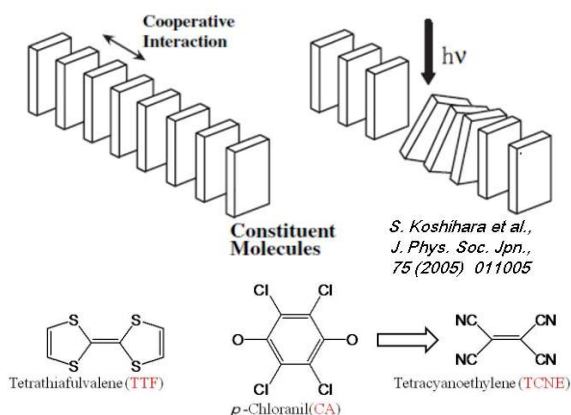 Cooperative
Interaction
hν
Constituent
Molecules
S. Koshihara et al.,
J. Phys. Soc. Jpn.,
75 (2005) 011005
S
S
S
S
Tetrathiafulvalene (TTF)
Cl
Cl
O
O
Cl
Cl
p-Chloranil(CA)
NC
CN
NC
CN
Tetracyanoethylene (TCNE)